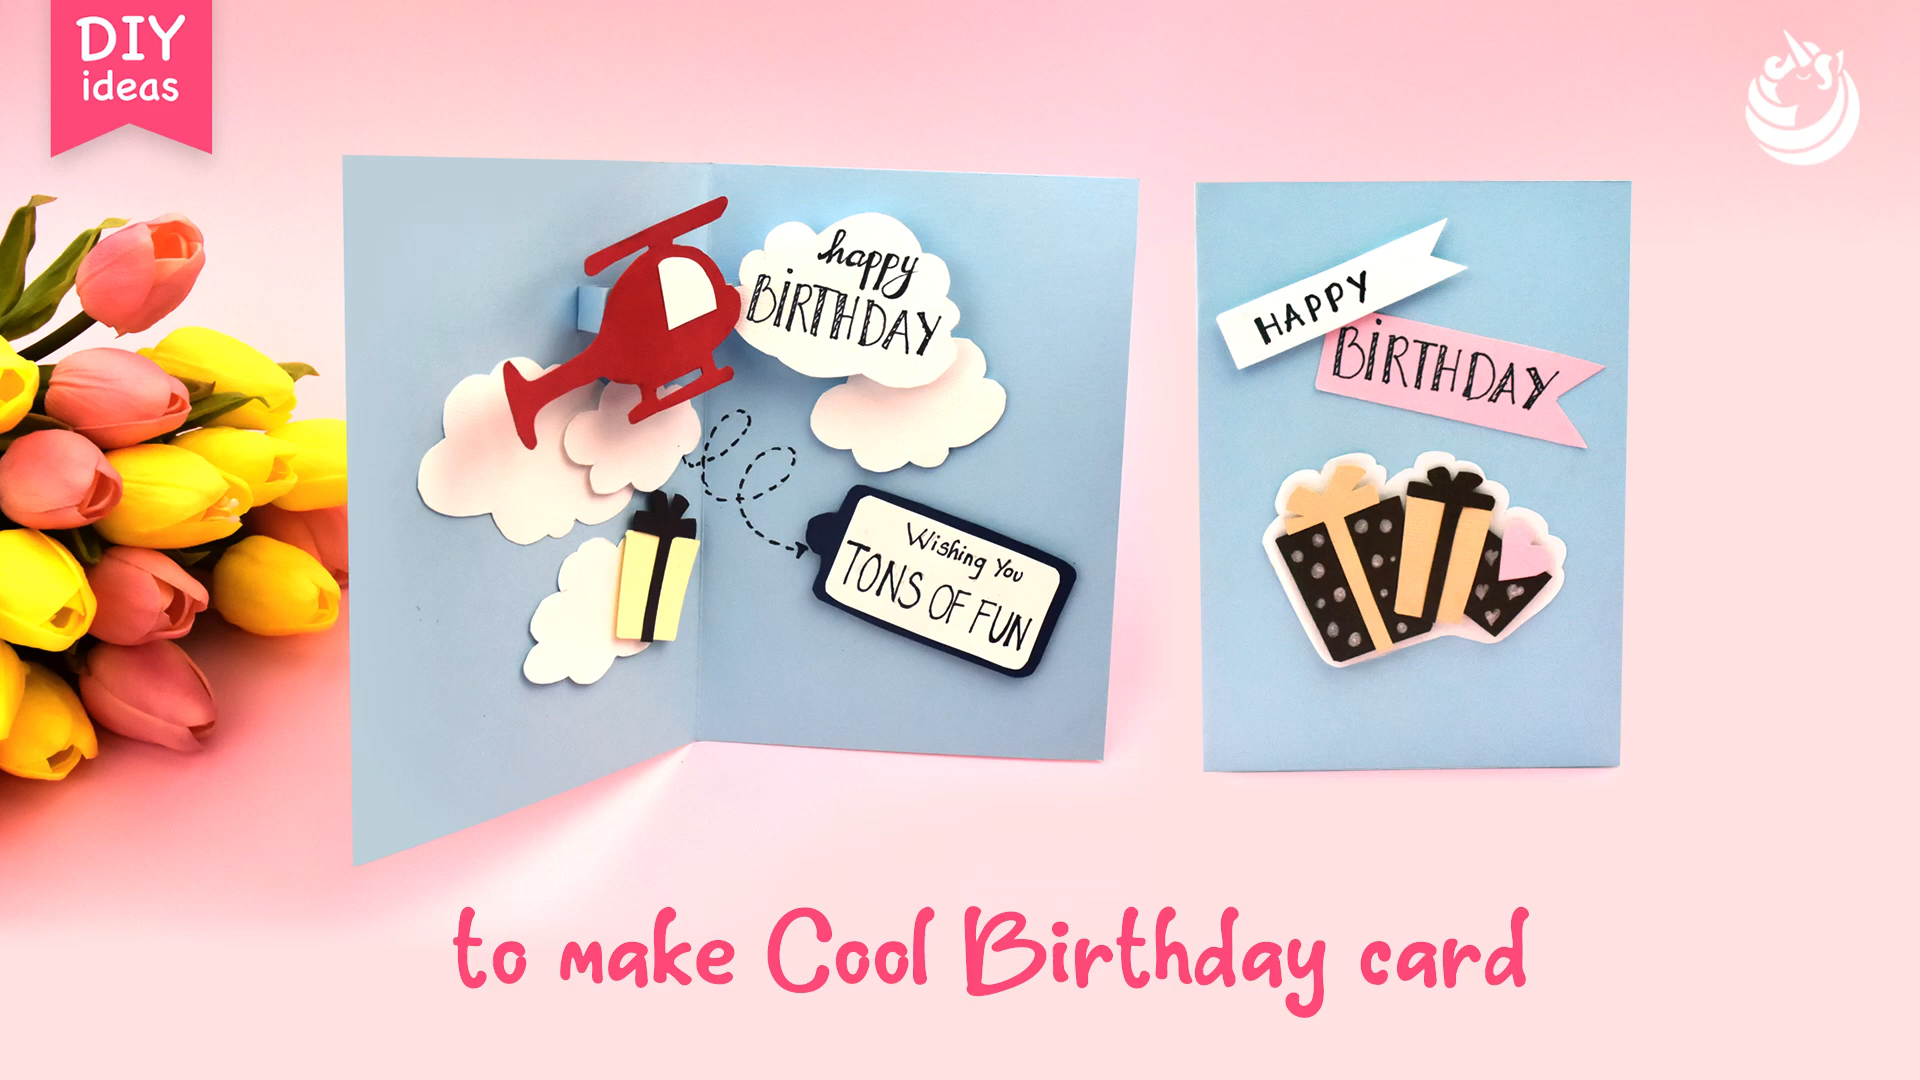 DIY
ideas
happy
BiRTHDAY
Wishing You
TONS OF FUN
HAPPY
BiRTHDAY
to make Cool Birthday card